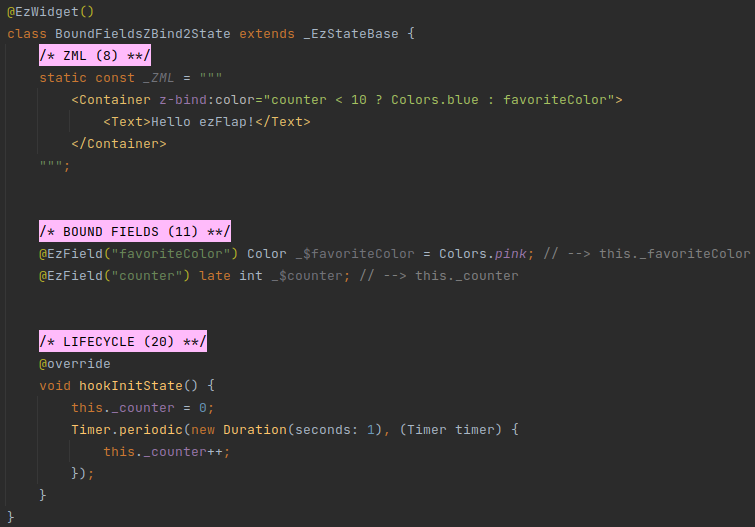 @EzWidget()
class BoundFieldsZBind2State extends _EzStateBase {
    /* ZML (8) **/
    static const _ZML = """
        <Container z-bind:color="counter < 10 ? Colors.blue : favoriteColor">
            <Text>Hello ezFlap!</Text>
        </Container>
    """;
    /* BOUND FIELDS (11) **/
    @EzField("favoriteColor") Color _$favoriteColor = Colors.pink; // --> this._favoriteColor
    @EzField("counter") late int _$counter; // --> this._counter
    /* LIFECYCLE (20) **/
    @override
    void hookInitState() {
        this._counter = 0;
        Timer.periodic(new Duration(seconds: 1), (Timer timer) {
            this._counter++;
        });
    }
}